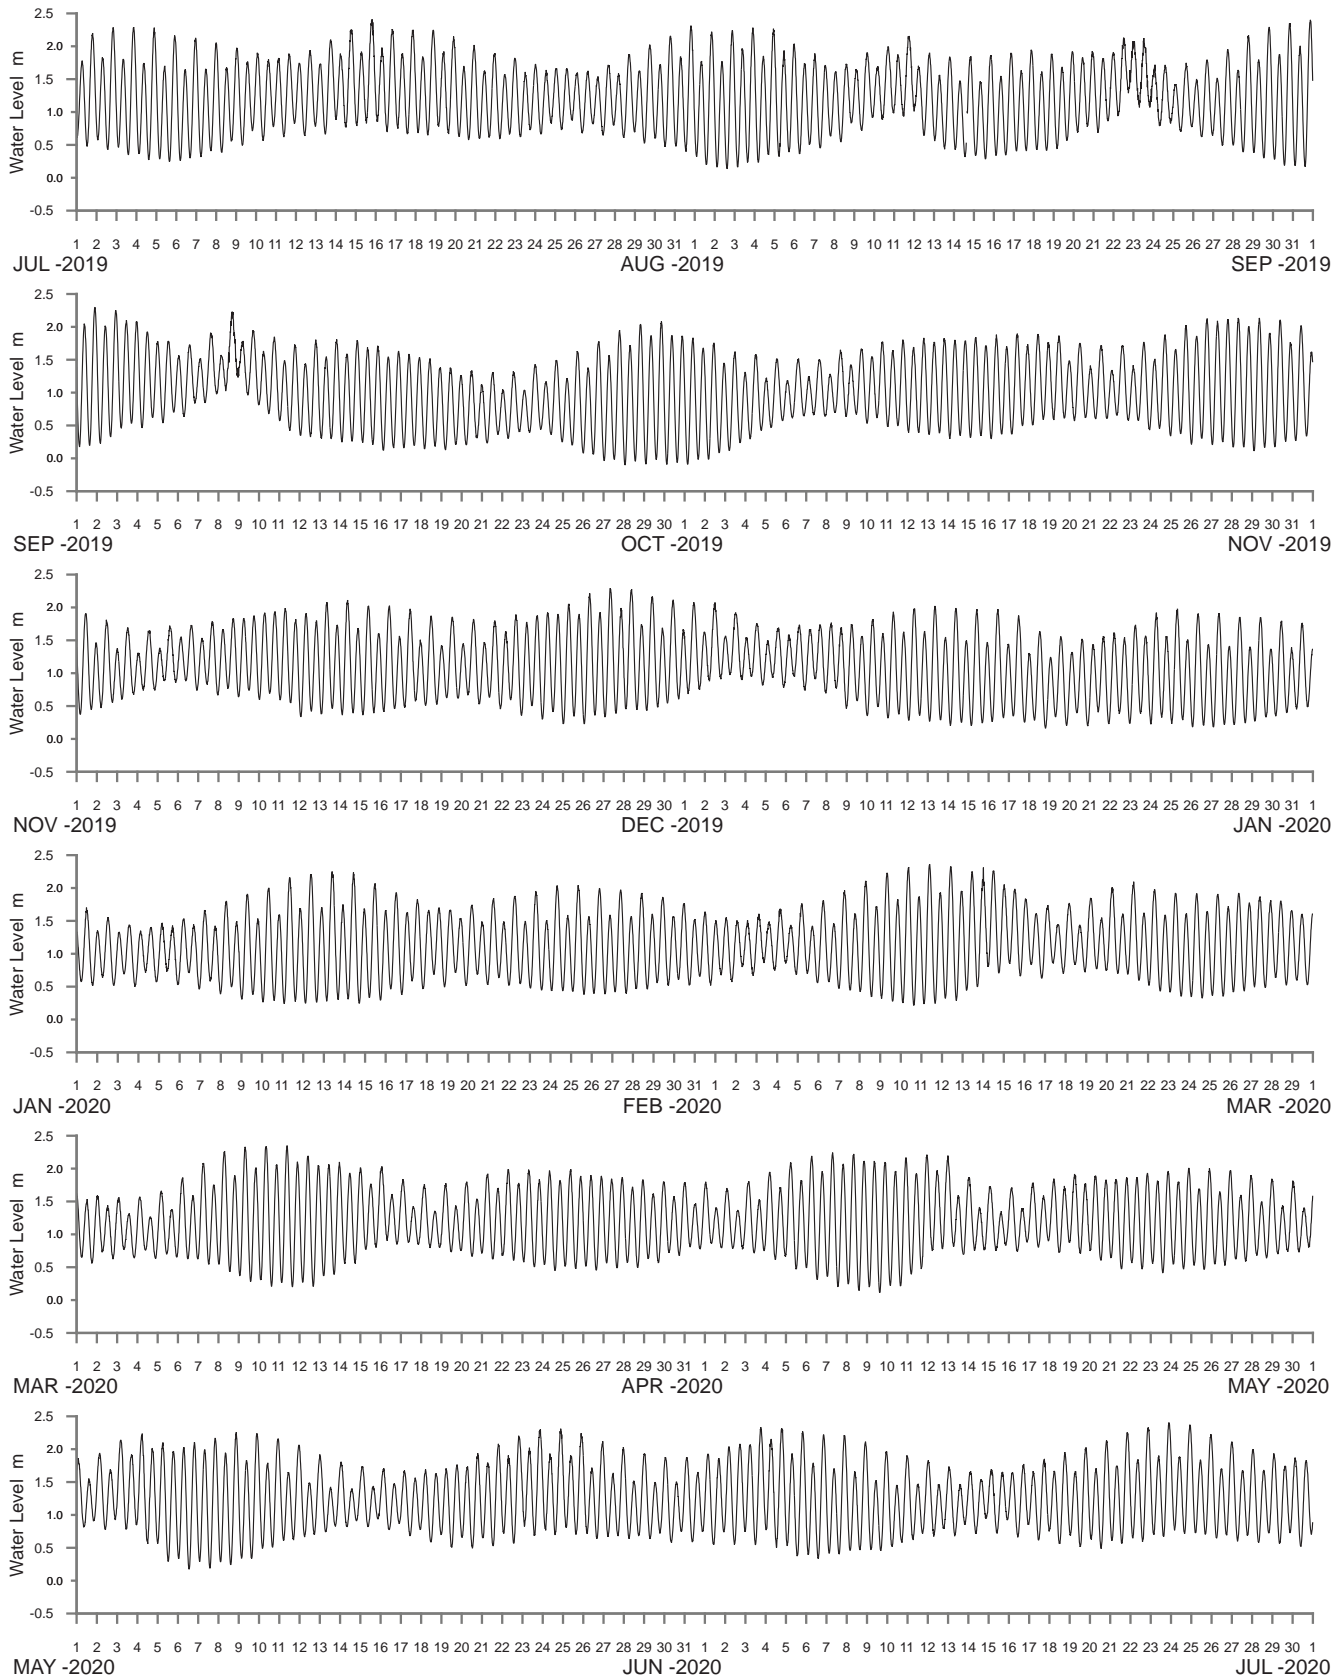 2.5
2.0
1.5
1.0
0.5
0.0
-0.5
Water Level m
1 2 3 4 5 6 7 8 9 10 11 12 13 14 15 16 17 18 19 20 21 22 23 24 25 26 27 28 29 30 31 1 2 3 4 5 6 7 8 9 10 11 12 13 14 15 16 17 18 19 20 21 22 23 24 25 26 27 28 29 30 31 1
JUL -2019 AUG -2019 SEP -2019
2.5
2.0
1.5
1.0
0.5
0.0
-0.5
Water Level m
1 2 3 4 5 6 7 8 9 10 11 12 13 14 15 16 17 18 19 20 21 22 23 24 25 26 27 28 29 30 1 2 3 4 5 6 7 8 9 10 11 12 13 14 15 16 17 18 19 20 21 22 23 24 25 26 27 28 29 30 31 1
SEP -2019 OCT -2019 NOV -2019
2.5
2.0
1.5
1.0
0.5
0.0
-0.5
Water Level m
1 2 3 4 5 6 7 8 9 10 11 12 13 14 15 16 17 18 19 20 21 22 23 24 25 26 27 28 29 30 1 2 3 4 5 6 7 8 9 10 11 12 13 14 15 16 17 18 19 20 21 22 23 24 25 26 27 28 29 30 31 1
NOV -2019 DEC -2019 JAN -2020
2.5
2.0
1.5
1.0
0.5
0.0
-0.5
Water Level m
1 2 3 4 5 6 7 8 9 10 11 12 13 14 15 16 17 18 19 20 21 22 23 24 25 26 27 28 29 30 31 1 2 3 4 5 6 7 8 9 10 11 12 13 14 15 16 17 18 19 20 21 22 23 24 25 26 27 28 29 1
JAN -2020 FEB -2020 MAR -2020
2.5
2.0
1.5
1.0
0.5
0.0
-0.5
Water Level m
1 2 3 4 5 6 7 8 9 10 11 12 13 14 15 16 17 18 19 20 21 22 23 24 25 26 27 28 29 30 31 1 2 3 4 5 6 7 8 9 10 11 12 13 14 15 16 17 18 19 20 21 22 23 24 25 26 27 28 29 30 1
MAR -2020 APR -2020 MAY -2020
2.5
2.0
1.5
1.0
0.5
0.0
-0.5
Water Level m
1 2 3 4 5 6 7 8 9 10 11 12 13 14 15 16 17 18 19 20 21 22 23 24 25 26 27 28 29 30 31 1 2 3 4 5 6 7 8 9 10 11 12 13 14 15 16 17 18 19 20 21 22 23 24 25 26 27 28 29 30 1
MAY -2020 JUN -2020 JUL -2020